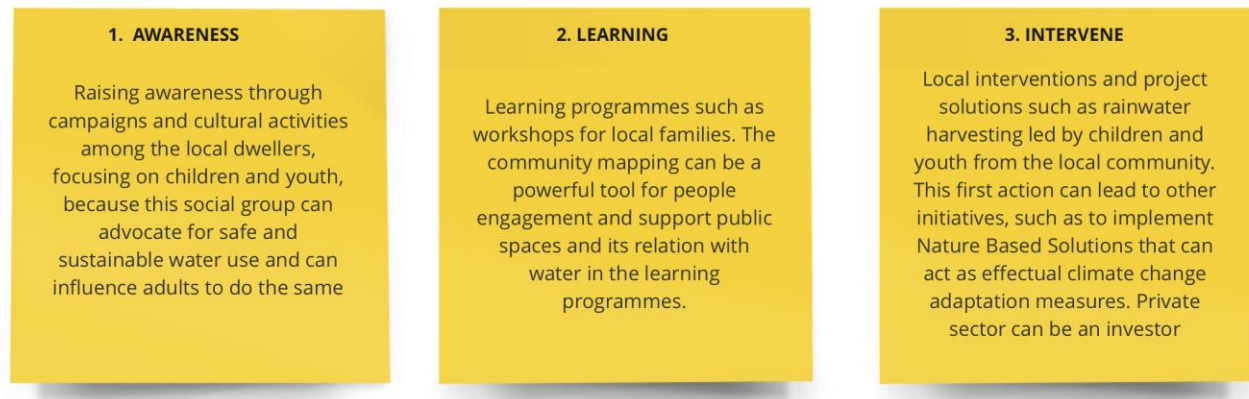 1. AWARENESS
Raising awareness through
campaigns and cultural activities
among the local dwellers,
focusing on children and youth,
because this social group can
advocate for safe and
sustainable water use and can
influence adults to do the same
2. LEARNING
Learning programmes such as
workshops for local families. The
community mapping can be a
powerful tool for people
engagement and support public
spaces and its relation with
water in the learning
programmes.
3. INTERVENE
Local interventions and project
solutions such as rainwater
harvesting led by children and
youth from the local community.
This first action can lead to other
initiatives, such as to implement
Nature Based Solutions that can
act as effectual climate change
adaptation measures. Private
sector can be an investor